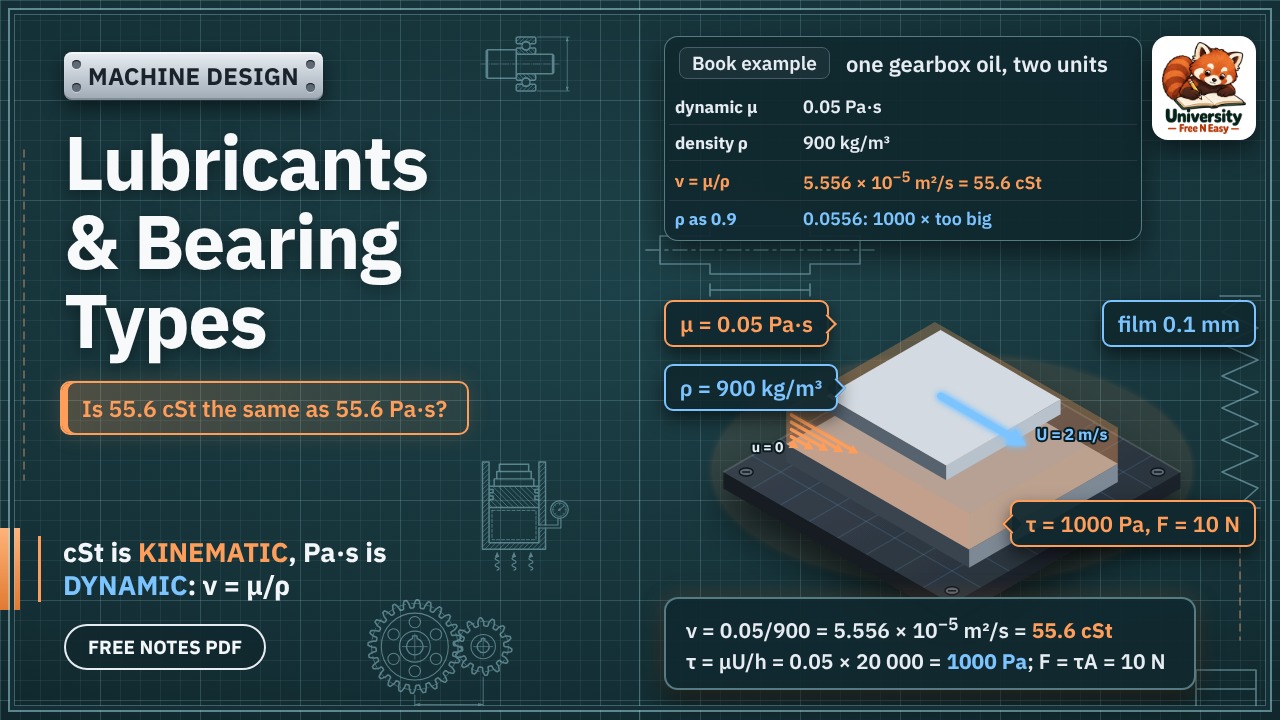 MACHINE DESIGN
Lubricants
& Bearing
Types
Is 55.6 cSt the same as 55.6 Pa·s?
cSt is KINEMATIC, Pa·s is
DYNAMIC: ν = μ/ρ
FREE NOTES PDF
Book example one gearbox oil, two units
dynamic μ 0.05 Pa·s
density ρ 900 kg/m³
ν = μ/ρ 5.556 × 10⁻⁵ m²/s = 55.6 cSt
ρ as 0.9 0.0556: 1000 × too big
University
Free N Easy
μ = 0.05 Pa·s
film 0.1 mm
ρ = 900 kg/m³
U = 2 m/s
u = 0
τ = 1000 Pa, F = 10 N
ν = 0.05/900 = 5.556 × 10⁻⁵ m²/s = 55.6 cSt
τ = μU/h = 0.05 × 20 000 = 1000 Pa; F = τA = 10 N